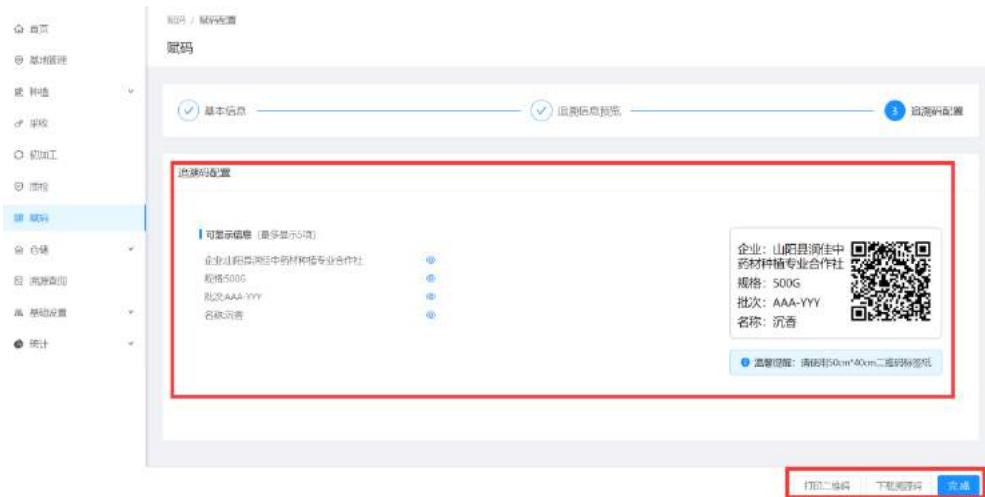 赋码 / 赋码配置
赋码
首页
基地管理
种植
采收
初加工
质检
赋码
仓储
溯源查询
基础设置
统计
基本信息
追溯信息预览
3 追溯码配置
追溯码配置
可显示信息 (最多显示5项)
企业:山阳县润佳中药材种植专业合作社
规格:500G
批次:AAA-YYY
名称:沉香
企业: 山阳县润佳中
药材种植专业合作社
规格: 500G
批次: AAA-YYY
名称: 沉香
温馨提醒: 请使用50cm*40cm二维码标签纸
打印二维码
下载溯源码
完成